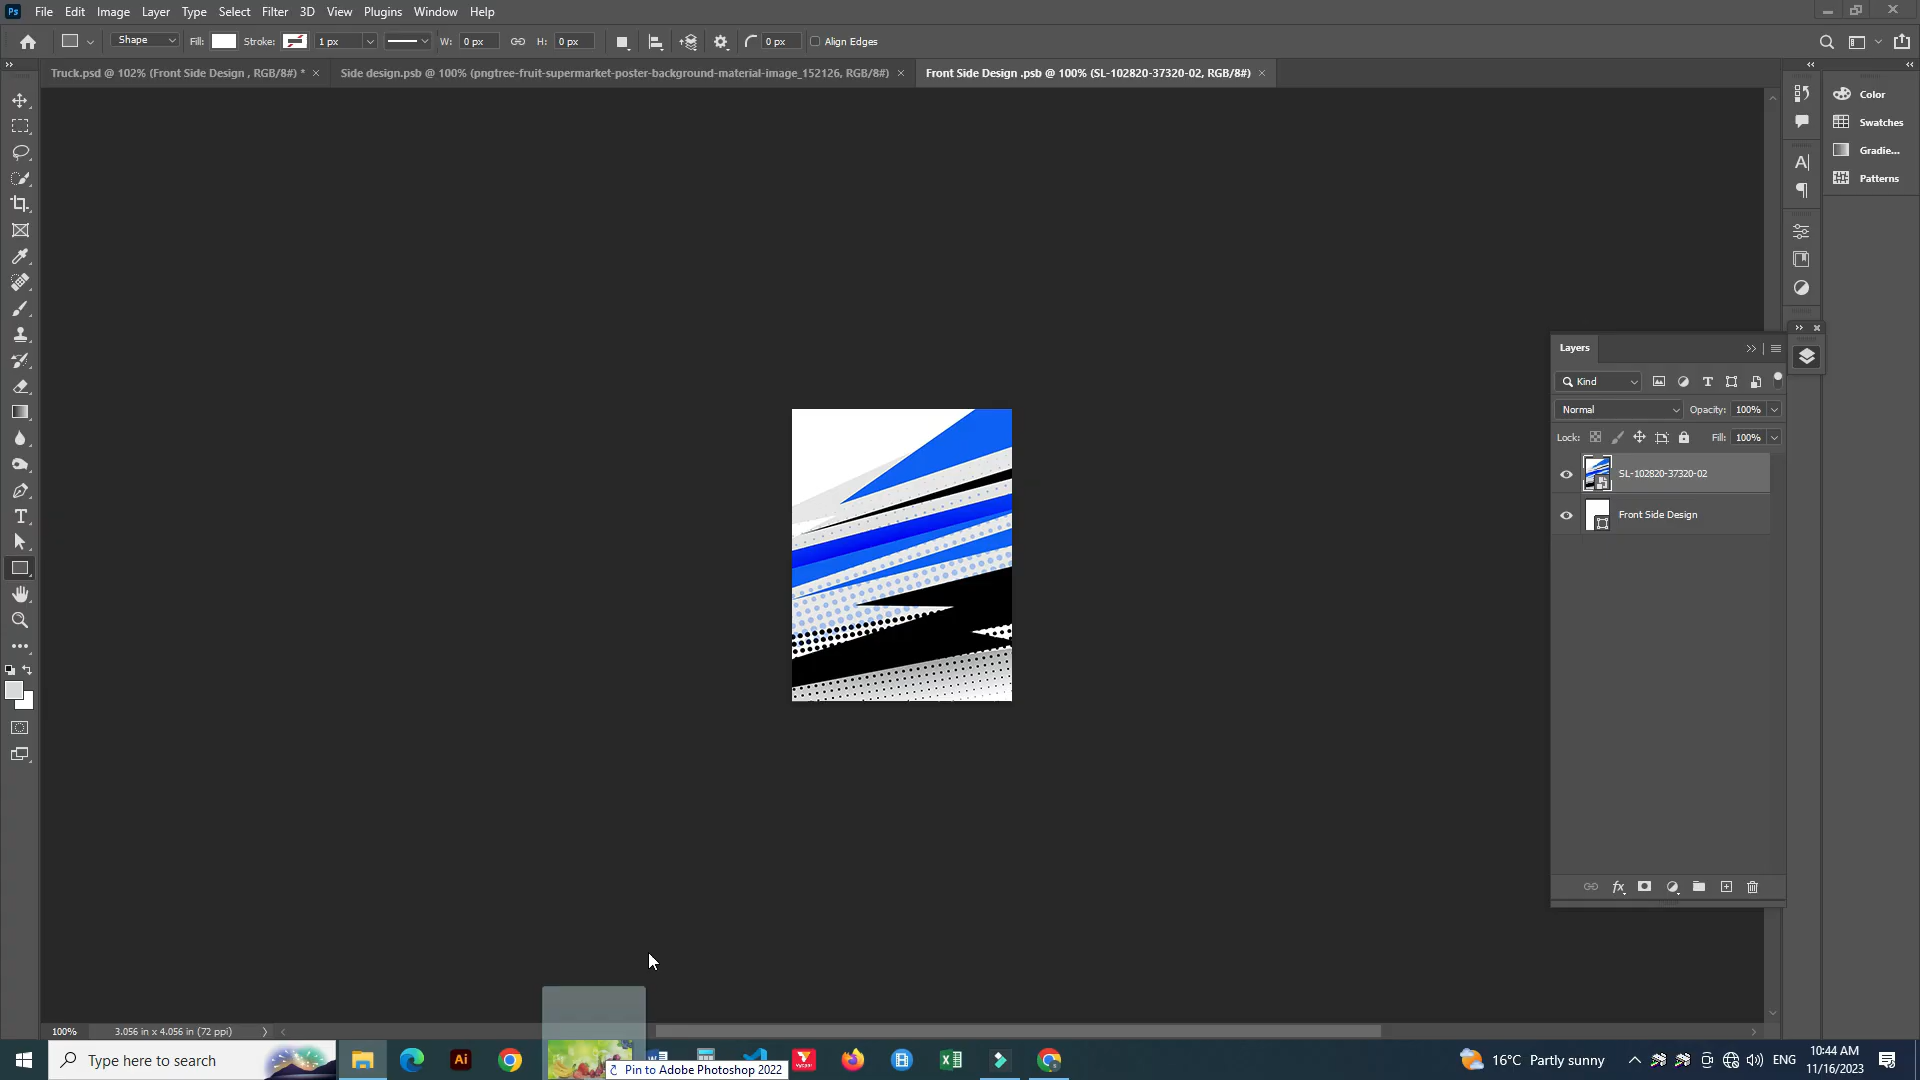 File Edit Image Layer Type Select Filter 3D View Plugins Window Help
Shape Fill: Stroke: 1 px W: 0 px H: 0 px 0 px Align Edges
Truck.psd @ 102% (Front Side Design , RGB/8#) * Side design.psb @ 100% (pngtree-fruit-supermarket-poster-background-material-image_152126, RGB/8#) Front Side Design .psb @ 100% (SL-102820-37320-02, RGB/8#)
Color
Swatches
Gradie...
Patterns
Layers
Kind
Normal Opacity: 100%
Lock: Fill: 100%
SL-102820-37320-02
Front Side Design
100% 3.056 in x 4.056 in (72 ppi)
Type here to search
Pin to Adobe Photoshop 2022
16°C Partly sunny
ENG
10:44 AM
11/16/2023